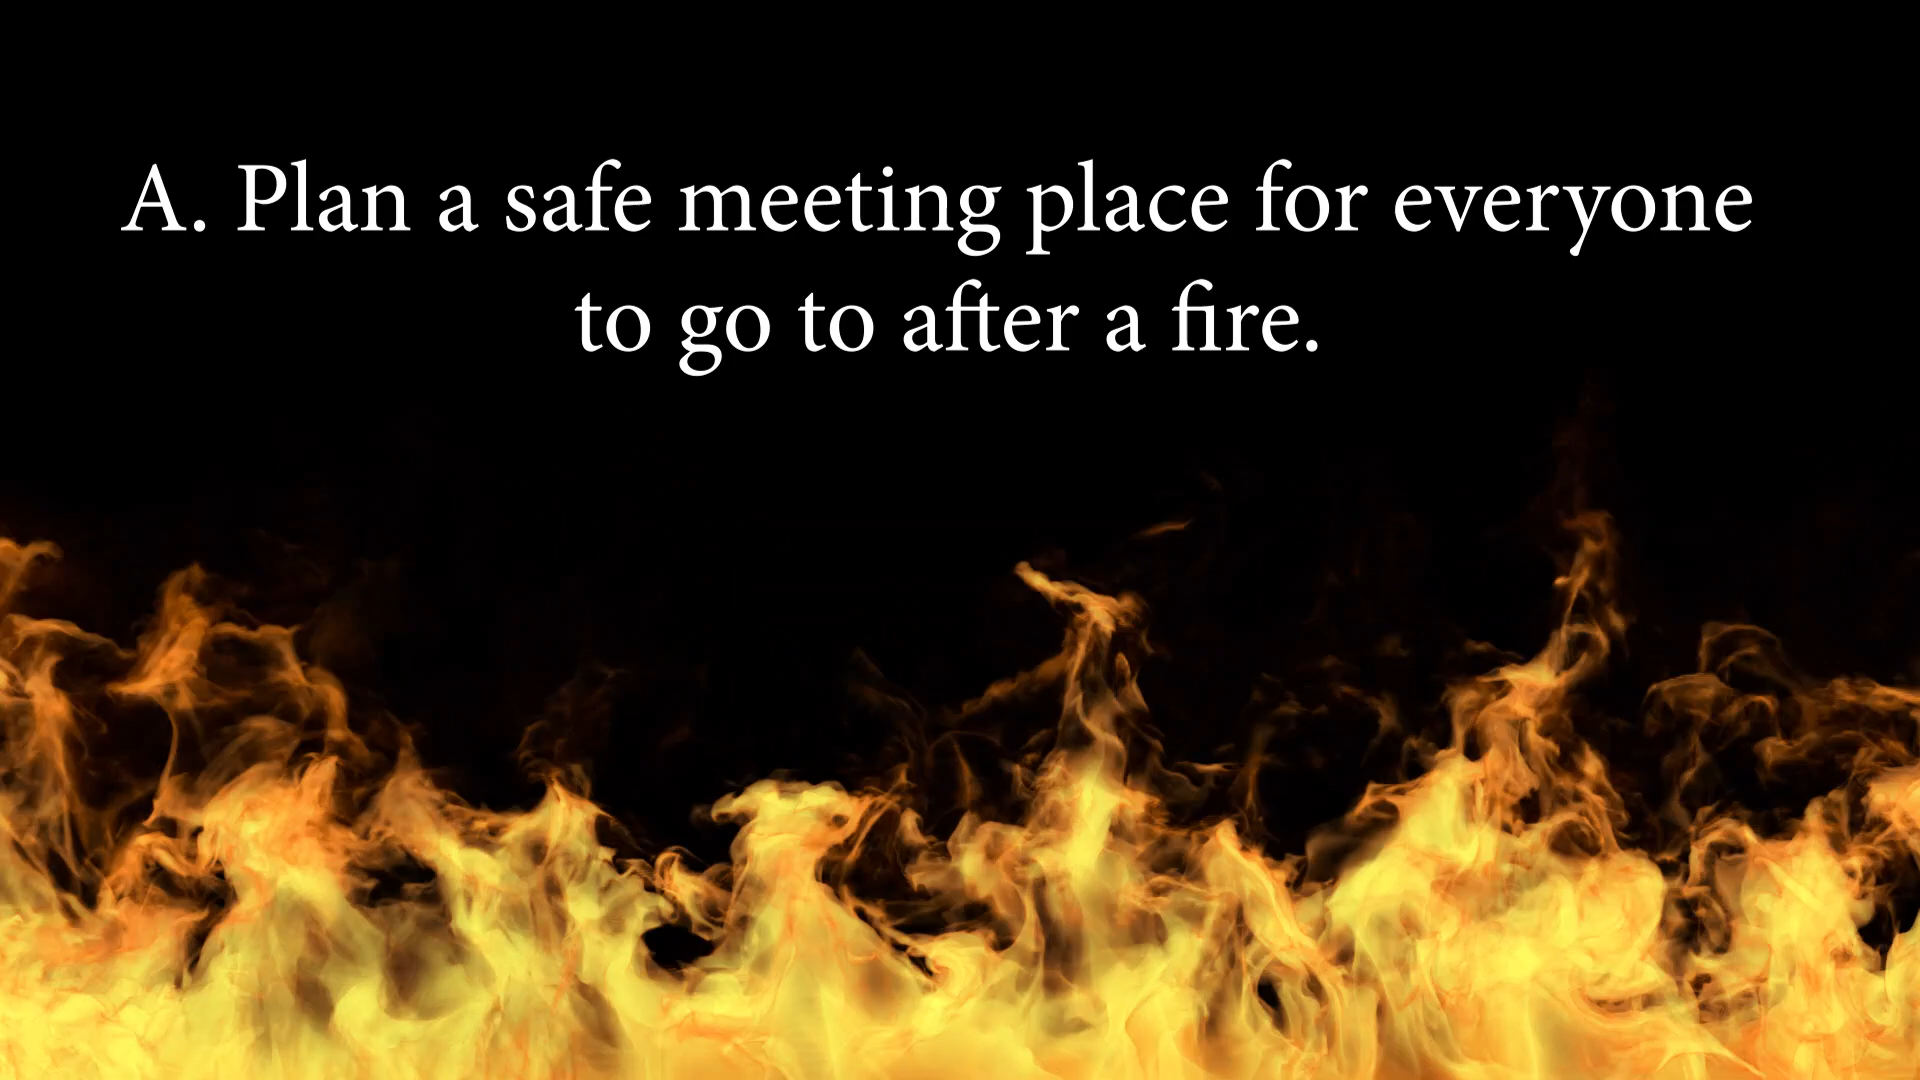 A. Plan a safe meeting place for everyone
to go to after a fire.